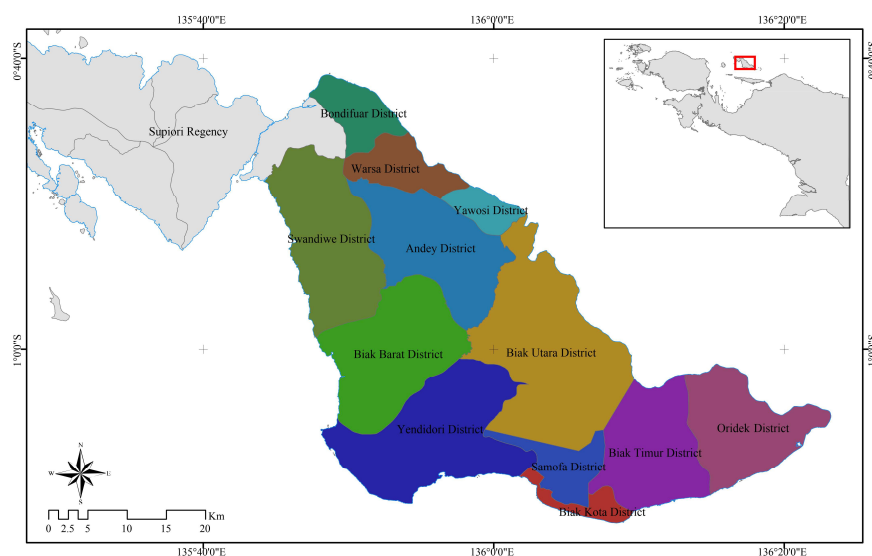 135°40'0"E
136°0'0"E
136°20'0"E
0°40'0"S
0°40'0"S
Bondifuar District
Supiori Regency
Warsa District
Yawosi District
Swandiwe District
Andey District
1°0'0"S
1°0'0"S
Biak Barat District
Biak Utara District
Yendidori District
Oridek District
Biak Timur District
Samofa District
Biak Kota District
N
W
U
S
Km
0 2.5 5 10 15 20
135°40'0"E
136°0'0"E
136°20'0"E